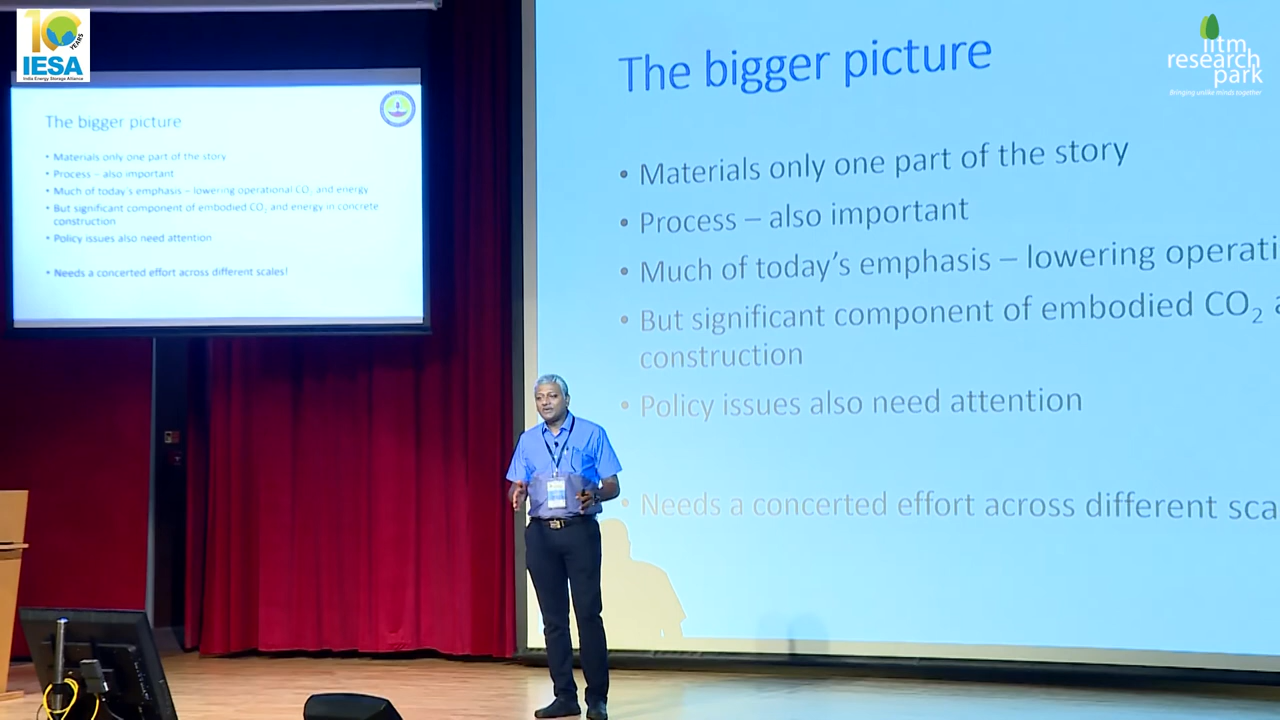 10
YEARS
IESA
India Energy Storage Alliance
The bigger picture
• Materials only one part of the story
• Process – also important
• Much of today's emphasis – lowering operational CO₂ and energy
• But significant component of embodied CO₂ and energy in concrete
construction
• Policy issues also need attention
• Needs a concerted effort across different scales!
The bigger picture
• Materials only one part of the story
• Process – also important
• Much of today's emphasis – lowering operati
• But significant component of embodied CO₂
construction
• Policy issues also need attention
• Needs a concerted effort across different sca
iitm
research
park
Bringing unlike minds together